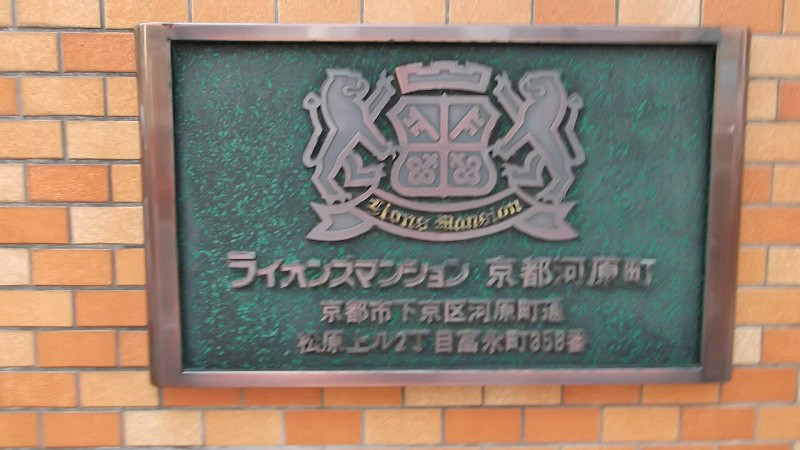 Lions Mansion
ライオンズマンション 京都河原町
京都市下京区河原町通
松原上ル2丁目富永町358番